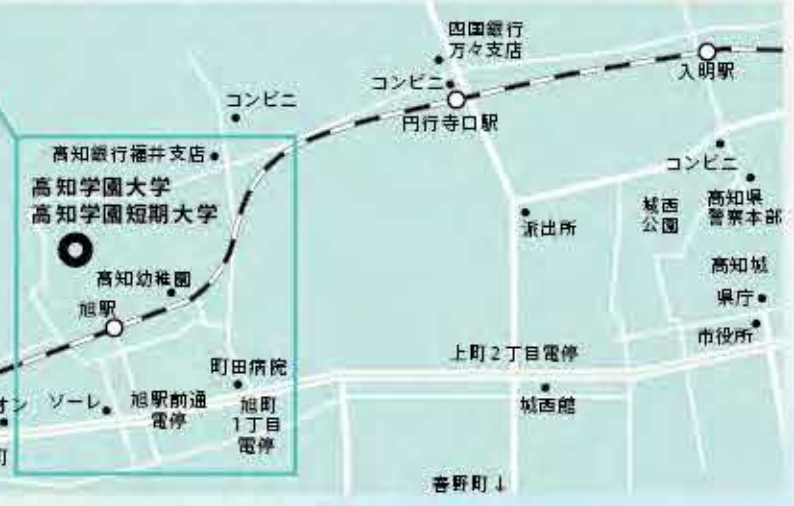 四国銀行
万々支店
入明駅
コンビニ
円行寺口駅
コンビニ
高知銀行福井支店
高知学園大学
高知学園短期大学
コンビニ
高知県
警察本部
城西
公園
派出所
高知幼稚園
旭駅
高知城
県庁
市役所
上町2丁目電停
町田病院
オン
ソーレ
旭駅前通
電停
旭町
1丁目
電停
城西館
町
春野町↓